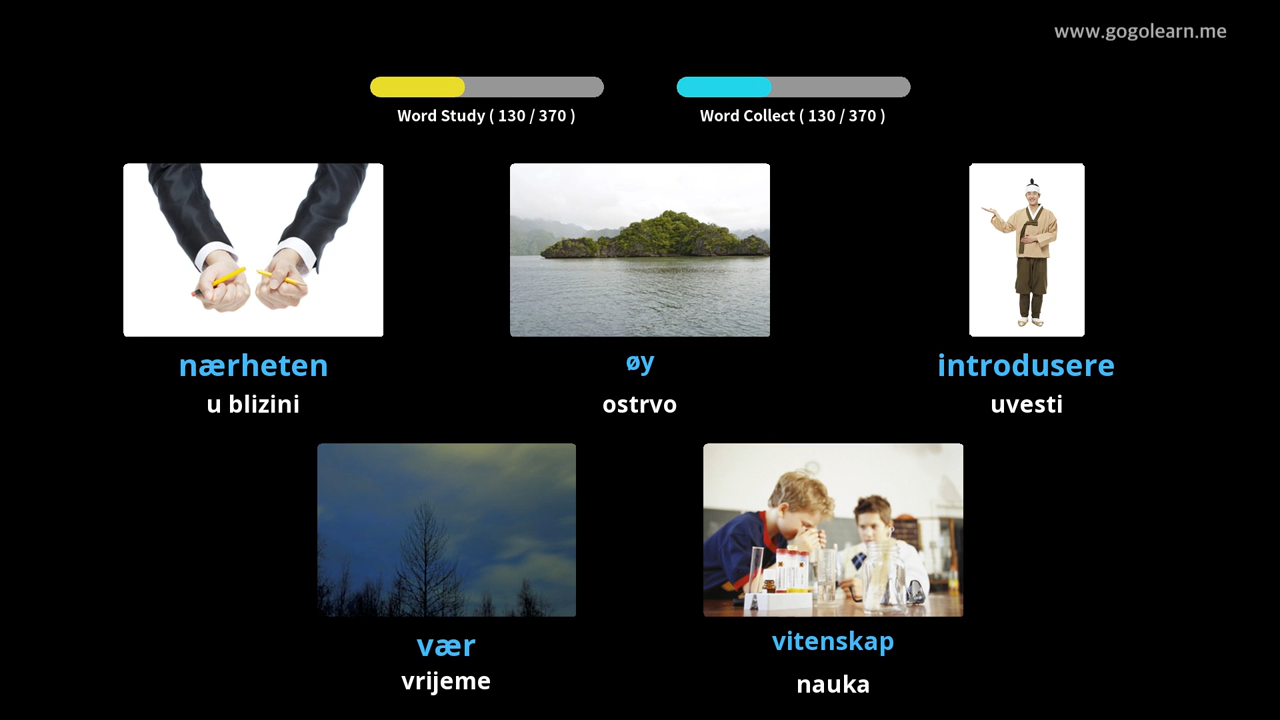 www.gogolearn.me
Word Study ( 130 / 370 )
Word Collect ( 130 / 370 )
nærheten
u blizini
øy
ostrvo
introdusere
uvesti
vær
vrijeme
vitenskap
nauka